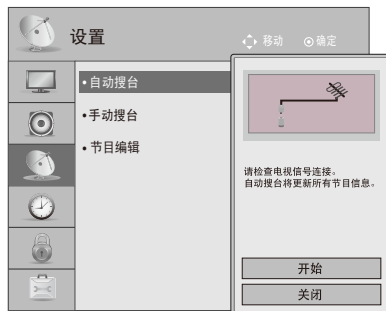 设置
移动 确定
• 自动搜台
• 手动搜台
• 节目编辑
请检查电视信号连接。
自动搜台将更新所有节目信息。
开始
关闭